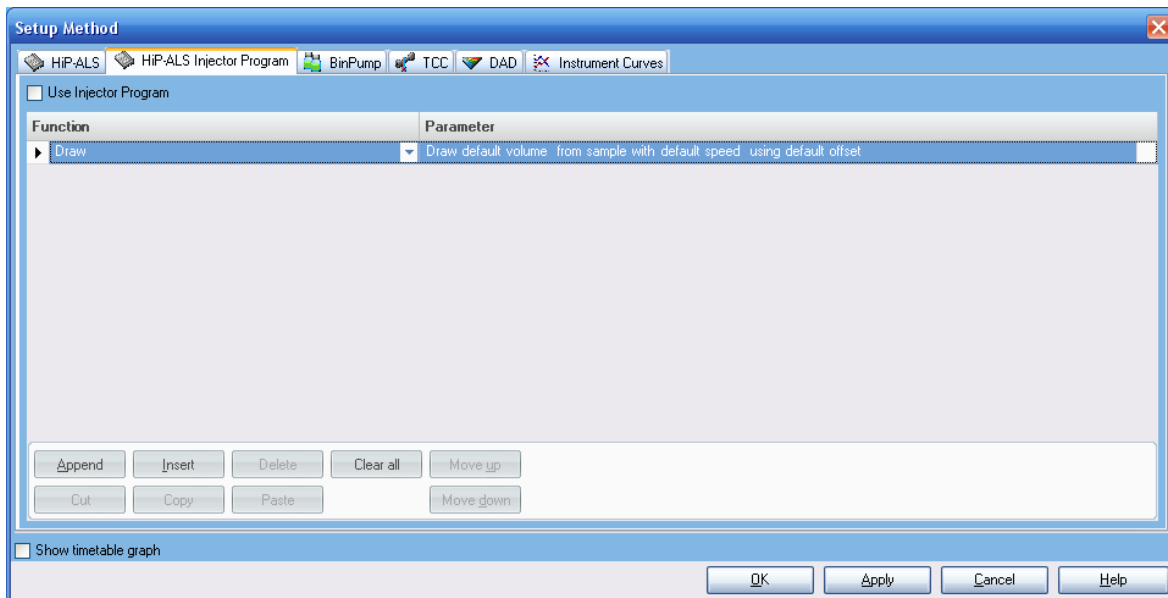 Setup Method
HiP-ALS HiP-ALS Injector Program BinPump TCC DAD Instrument Curves
Use Injector Program
Function Parameter
Draw Draw default volume from sample with default speed using default offset
Append Insert Delete Clear all Move up
Cut Copy Paste Move down
Show timetable graph
OK Apply Cancel Help